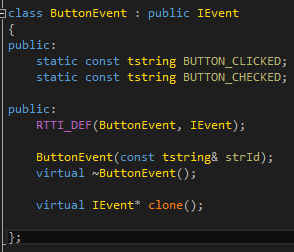 class ButtonEvent : public IEvent
{
public:
    static const tstring BUTTON_CLICKED;
    static const tstring BUTTON_CHECKED;
public:
    RTTI_DEF(ButtonEvent, IEvent);
    ButtonEvent(const tstring& strId);
    virtual ~ButtonEvent();
    virtual IEvent* clone();
};